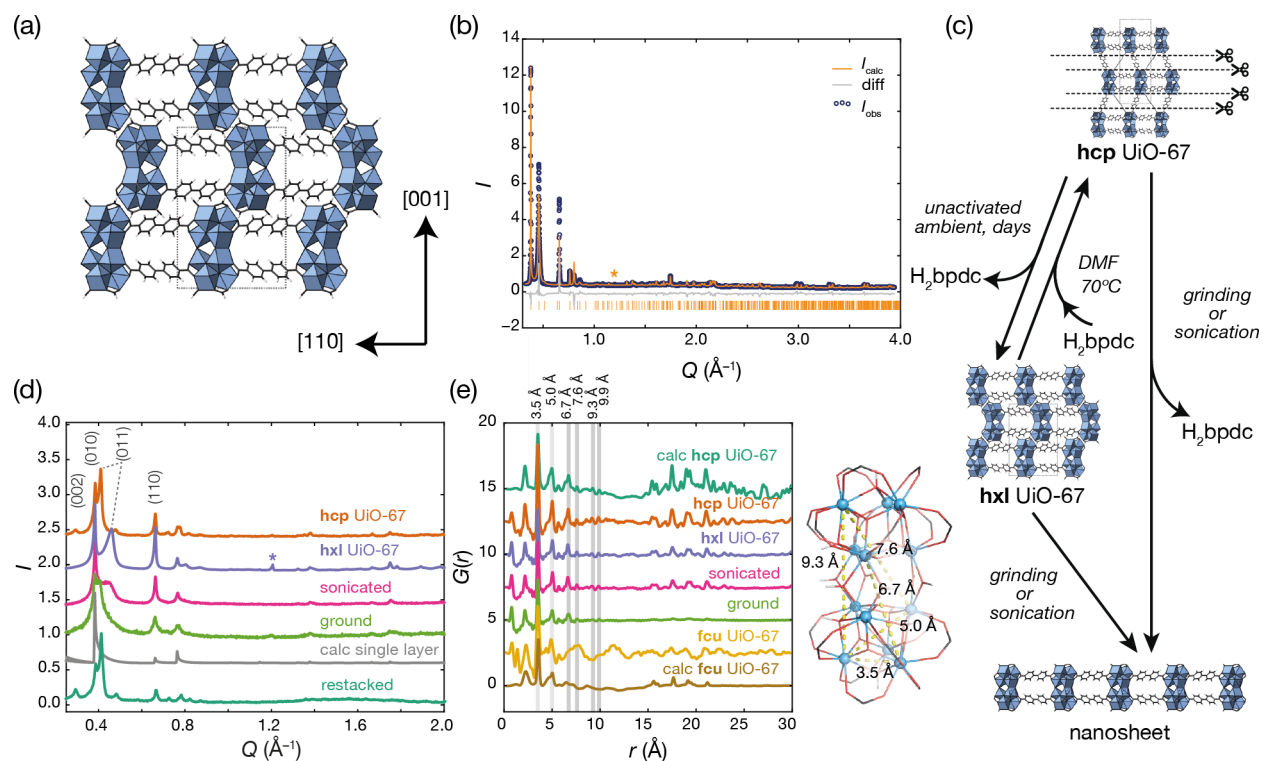 (a)
[001]
[110]
(b)
I
14
12
10
8
6
4
2
0
−2
I calc
diff
I obs
*
1.0
2.0
3.0
4.0
Q (Å−1)
(c)
hcp UiO-67
unactivated
ambient, days
H2bpdc
DMF
70ºC
H2bpdc
grinding
or
sonication
H2bpdc
hxl UiO-67
grinding
or
sonication
nanosheet
(d)
I
4.0
3.5
3.0
2.5
2.0
1.5
1.0
0.5
0.0
(002)
(010)
(011)
(110)
hcp UiO-67
hxl UiO-67
*
sonicated
ground
calc single layer
restacked
0.4
0.8
1.2
1.6
2.0
Q (Å−1)
(e)
3.5 Å
5.0 Å
6.7 Å
7.6 Å
9.3 Å
9.9 Å
G(r)
20
15
10
5
0
calc hcp UiO-67
hcp UiO-67
hxl UiO-67
sonicated
ground
fcu UiO-67
calc fcu UiO-67
0
5
10
15
20
25
30
r (Å)
9.3 Å
7.6 Å
6.7 Å
5.0 Å
3.5 Å